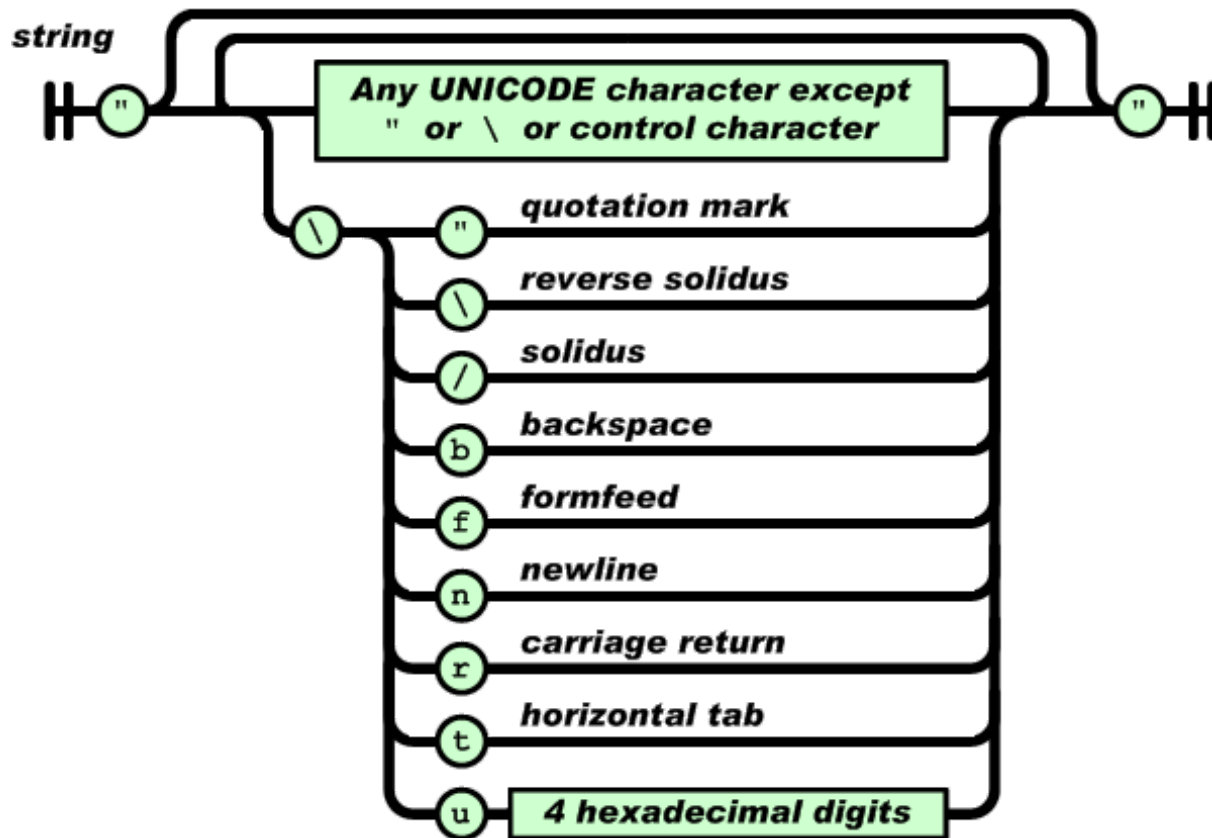 string
"
Any UNICODE character except
" or \ or control character
"
\
" quotation mark
\ reverse solidus
/ solidus
b backspace
f formfeed
n newline
r carriage return
t horizontal tab
u 4 hexadecimal digits